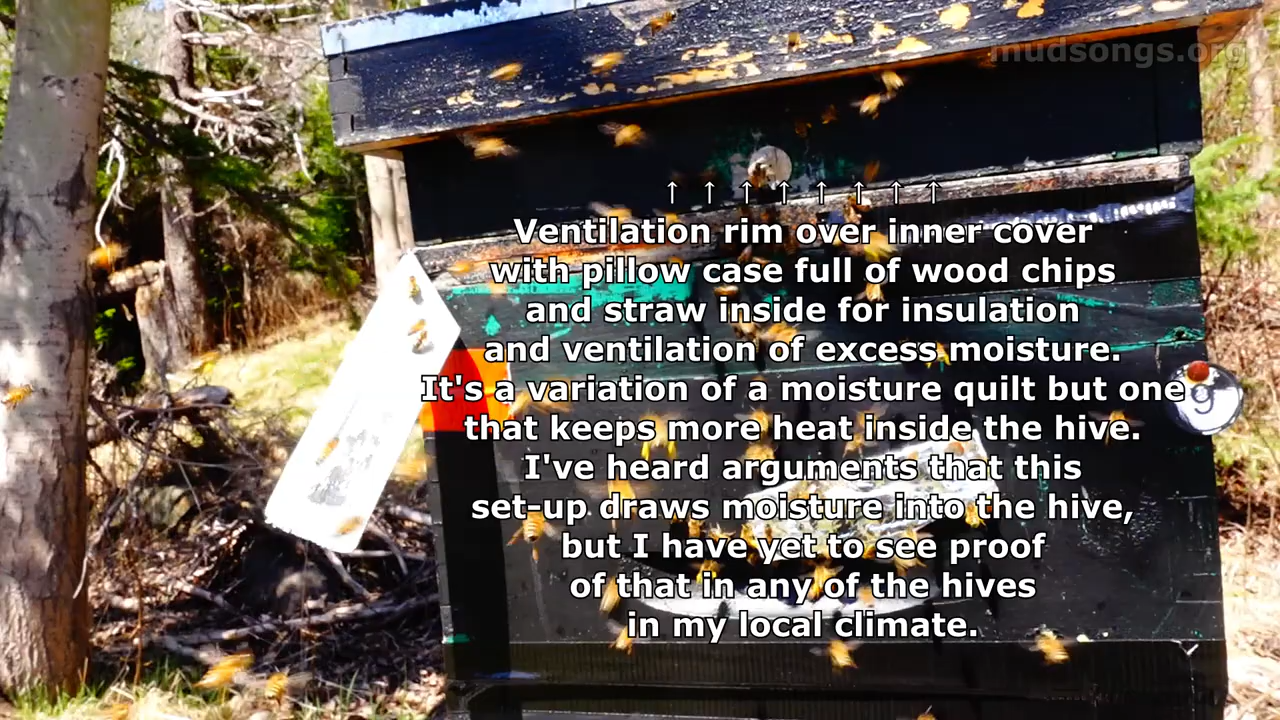 mudsongs.org
↑ ↑ ↑ ↑ ↑ ↑ ↑ ↑
Ventilation rim over inner cover
with pillow case full of wood chips
and straw inside for insulation
and ventilation of excess moisture.
It's a variation of a moisture quilt but one
that keeps more heat inside the hive.
I've heard arguments that this
set-up draws moisture into the hive,
but I have yet to see proof
of that in any of the hives
in my local climate.
9